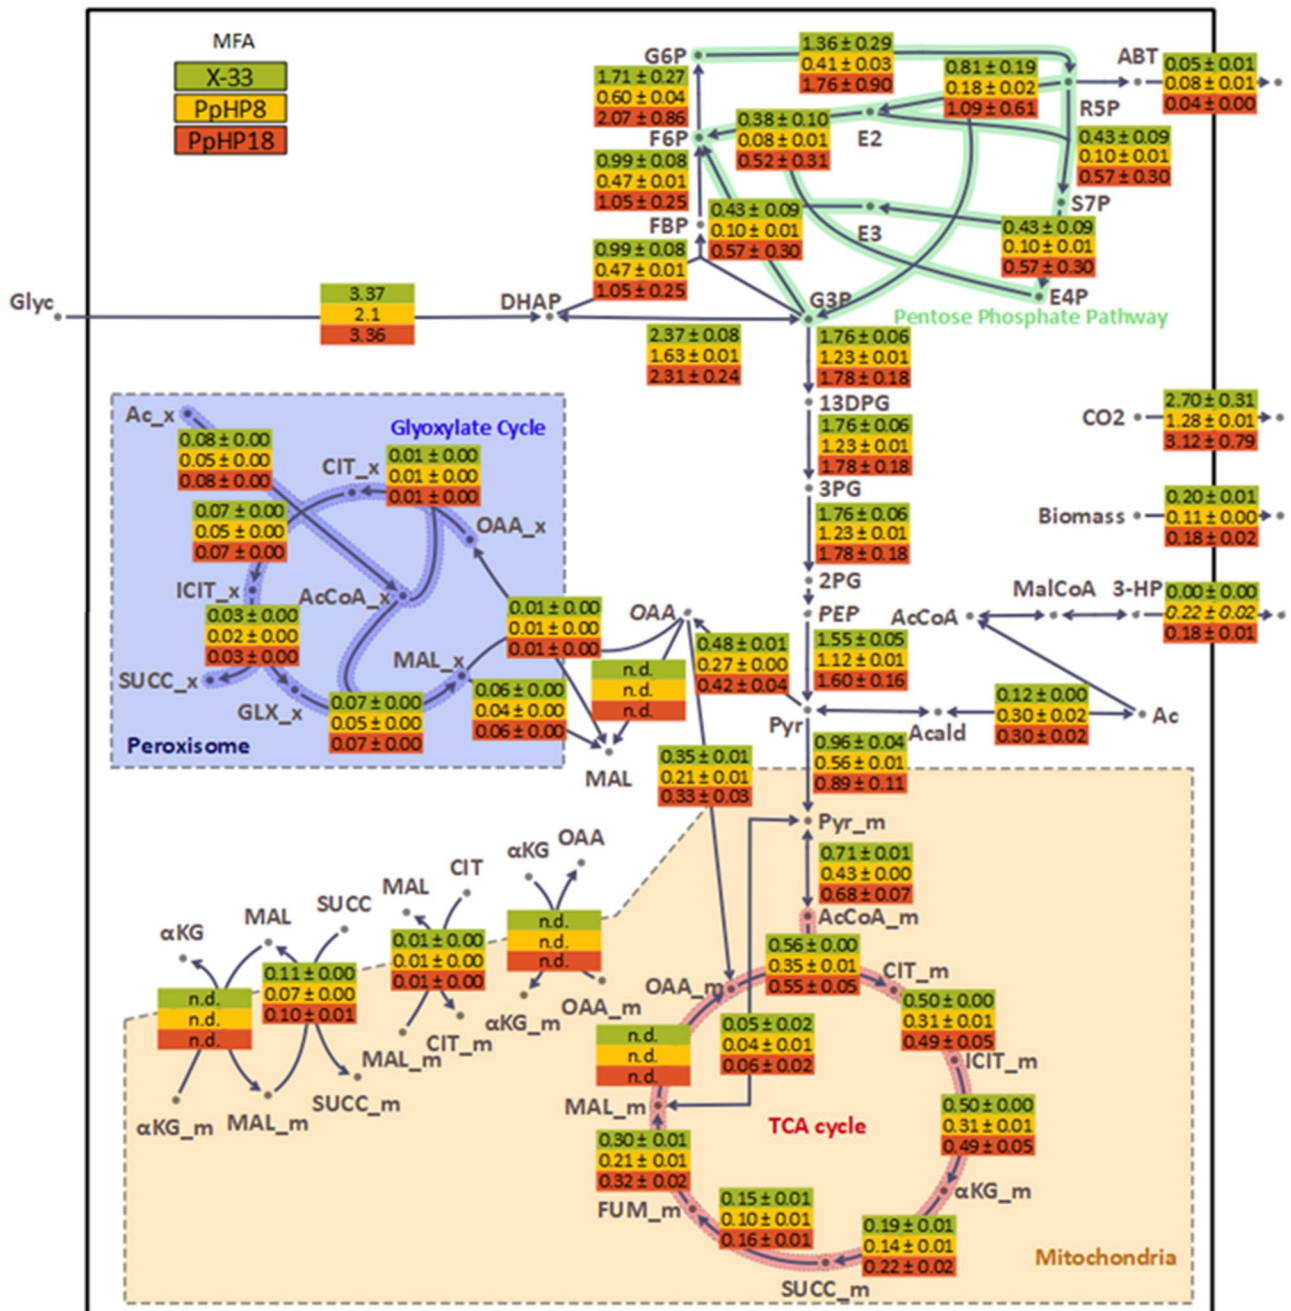 MFA
X-33
PpHP8
PpHP18
G6P
1.36 ± 0.29
0.41 ± 0.03
1.76 ± 0.90
0.81 ± 0.19
0.18 ± 0.02
1.09 ± 0.61
ABT
0.05 ± 0.01
0.08 ± 0.01
0.04 ± 0.00
1.71 ± 0.27
0.60 ± 0.04
2.07 ± 0.86
R5P
F6P
0.38 ± 0.10
0.08 ± 0.01
0.52 ± 0.31
E2
0.43 ± 0.09
0.10 ± 0.01
0.57 ± 0.30
0.99 ± 0.08
0.47 ± 0.01
1.05 ± 0.25
S7P
FBP
0.43 ± 0.09
0.10 ± 0.01
0.57 ± 0.30
E3
0.43 ± 0.09
0.10 ± 0.01
0.57 ± 0.30
0.99 ± 0.08
0.47 ± 0.01
1.05 ± 0.25
Glyc
3.37
2.1
3.36
DHAP
G3P
E4P
Pentose Phosphate Pathway
2.37 ± 0.08
1.63 ± 0.01
2.31 ± 0.24
1.76 ± 0.06
1.23 ± 0.01
1.78 ± 0.18
13DPG
1.76 ± 0.06
1.23 ± 0.01
1.78 ± 0.18
3PG
1.76 ± 0.06
1.23 ± 0.01
1.78 ± 0.18
2PG
PEP
CO2
2.70 ± 0.31
1.28 ± 0.01
3.12 ± 0.79
Biomass
0.20 ± 0.01
0.11 ± 0.00
0.18 ± 0.02
AcCoA
MalCoA
3-HP
0.00 ± 0.00
0.22 ± 0.02
0.18 ± 0.01
Ac_x
Glyoxylate Cycle
0.08 ± 0.00
0.05 ± 0.00
0.08 ± 0.00
CIT_x
0.01 ± 0.00
0.01 ± 0.00
0.01 ± 0.00
0.07 ± 0.00
0.05 ± 0.00
0.07 ± 0.00
OAA_x
ICIT_x
AcCoA_x
0.03 ± 0.00
0.02 ± 0.00
0.03 ± 0.00
0.01 ± 0.00
0.01 ± 0.00
0.01 ± 0.00
OAA
MAL_x
SUCC_x
GLX_x
0.07 ± 0.00
0.05 ± 0.00
0.07 ± 0.00
0.06 ± 0.00
0.04 ± 0.00
0.06 ± 0.00
Peroxisome
n.d.
n.d.
n.d.
MAL
0.48 ± 0.01
0.27 ± 0.00
0.42 ± 0.04
1.55 ± 0.05
1.12 ± 0.01
1.60 ± 0.16
Pyr
Acald
0.12 ± 0.00
0.30 ± 0.02
0.30 ± 0.02
Ac
0.35 ± 0.01
0.21 ± 0.01
0.33 ± 0.03
0.96 ± 0.04
0.56 ± 0.01
0.89 ± 0.11
Pyr_m
0.71 ± 0.01
0.43 ± 0.00
0.68 ± 0.07
AcCoA_m
αKG
MAL
SUCC
MAL
CIT
αKG
OAA
n.d.
n.d.
n.d.
0.11 ± 0.00
0.07 ± 0.00
0.10 ± 0.01
0.01 ± 0.00
0.01 ± 0.00
0.01 ± 0.00
n.d.
n.d.
n.d.
αKG_m
MAL_m
SUCC_m
MAL_m
CIT_m
αKG_m
OAA_m
OAA_m
0.56 ± 0.00
0.35 ± 0.01
0.55 ± 0.05
CIT_m
0.50 ± 0.00
0.31 ± 0.01
0.49 ± 0.05
n.d.
n.d.
n.d.
0.05 ± 0.02
0.04 ± 0.01
0.06 ± 0.02
ICIT_m
MAL_m
TCA cycle
0.50 ± 0.00
0.31 ± 0.01
0.49 ± 0.05
0.30 ± 0.01
0.21 ± 0.01
0.32 ± 0.02
αKG_m
FUM_m
0.15 ± 0.01
0.10 ± 0.01
0.16 ± 0.01
0.19 ± 0.01
0.14 ± 0.01
0.22 ± 0.02
Mitochondria
SUCC_m